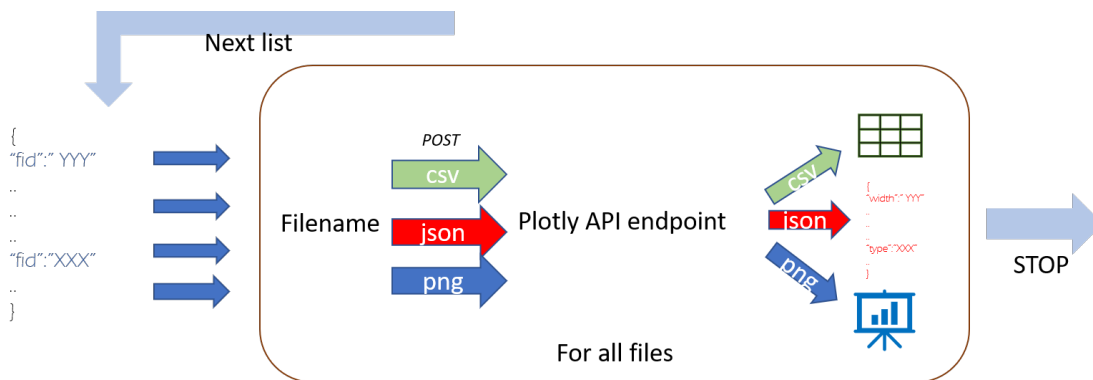 Next list
{
“fid”:” YYY”
..
..
..
“fid”:”XXX”
..
}
Filename
POST
csv
json
png
Plotly API endpoint
csv
json
png
{
“width”:” YYY”
..
..
..
“type”:”XXX”
..
}
For all files
STOP